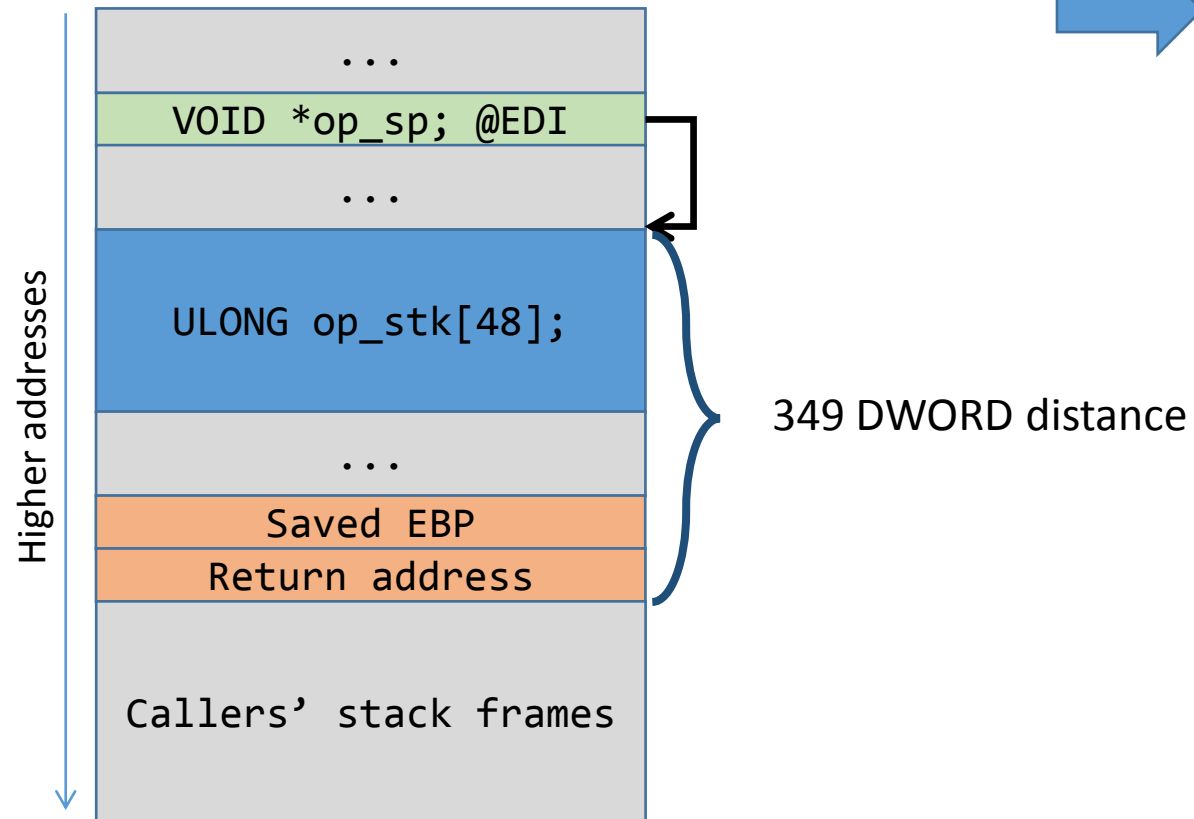 ...
VOID *op_sp; @EDI
...
ULONG op_stk[48];
349 DWORD distance
...
Saved EBP
Return address
Callers’ stack frames
Higher addresses